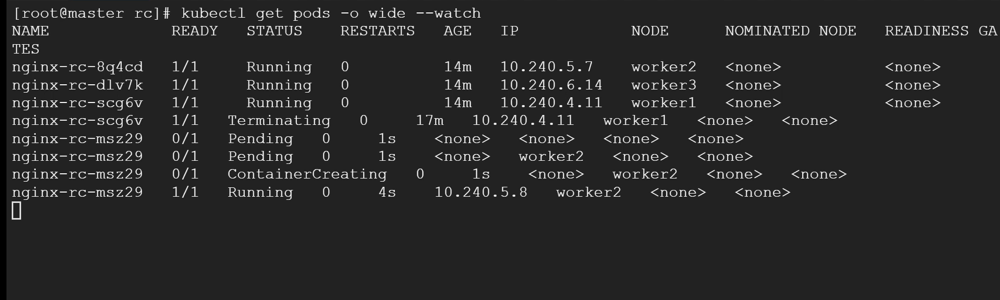 [root@master rc]# kubectl get pods -o wide --watch
NAME             READY   STATUS    RESTARTS   AGE   IP            NODE      NOMINATED NODE   READINESS GA
TES
nginx-rc-8q4cd   1/1     Running   0          14m   10.240.5.7    worker2   <none>           <none>
nginx-rc-dlv7k   1/1     Running   0          14m   10.240.6.14   worker3   <none>           <none>
nginx-rc-scg6v   1/1     Running   0          14m   10.240.4.11   worker1   <none>           <none>
nginx-rc-scg6v   1/1   Terminating   0     17m   10.240.4.11   worker1   <none>   <none>
nginx-rc-msz29   0/1   Pending   0     1s    <none>   <none>   <none>   <none>
nginx-rc-msz29   0/1   Pending   0     1s    <none>   worker2   <none>   <none>
nginx-rc-msz29   0/1   ContainerCreating   0     1s    <none>   worker2   <none>   <none>
nginx-rc-msz29   1/1   Running   0     4s    10.240.5.8   worker2   <none>   <none>